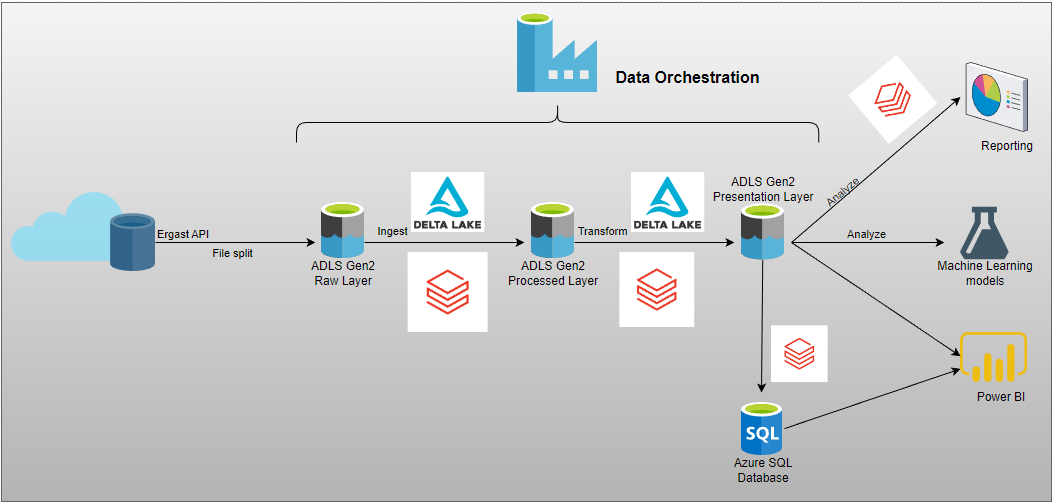 Data Orchestration
Reporting
ADLS Gen2
Presentation Layer
Analyze
DELTA LAKE
DELTA LAKE
Ergast API
File split
Ingest
Transform
Analyze
ADLS Gen2
Raw Layer
ADLS Gen2
Processed Layer
Machine Learning
models
Power BI
SQL
Azure SQL
Database